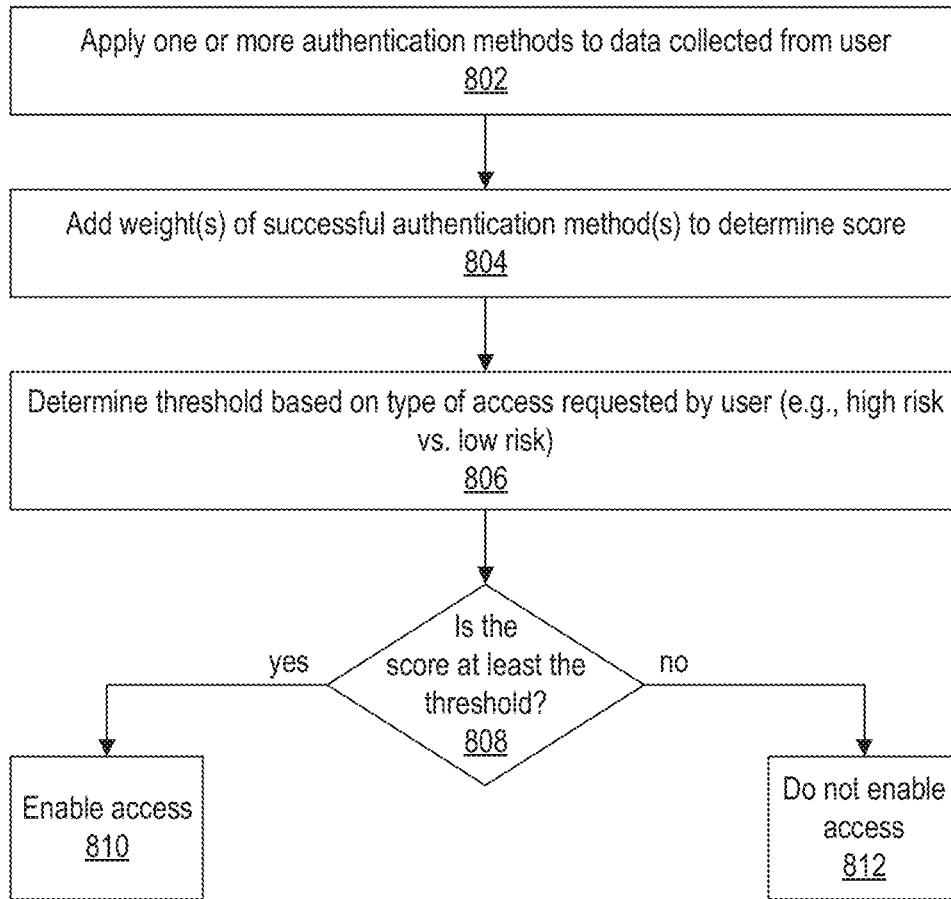 Apply one or more authentication methods to data collected from user
802
Add weight(s) of successful authentication method(s) to determine score
804
Determine threshold based on type of access requested by user (e.g., high risk
vs. low risk)
806
Is the
score at least the
threshold?
808
yes
no
Enable access
810
Do not enable
access
812